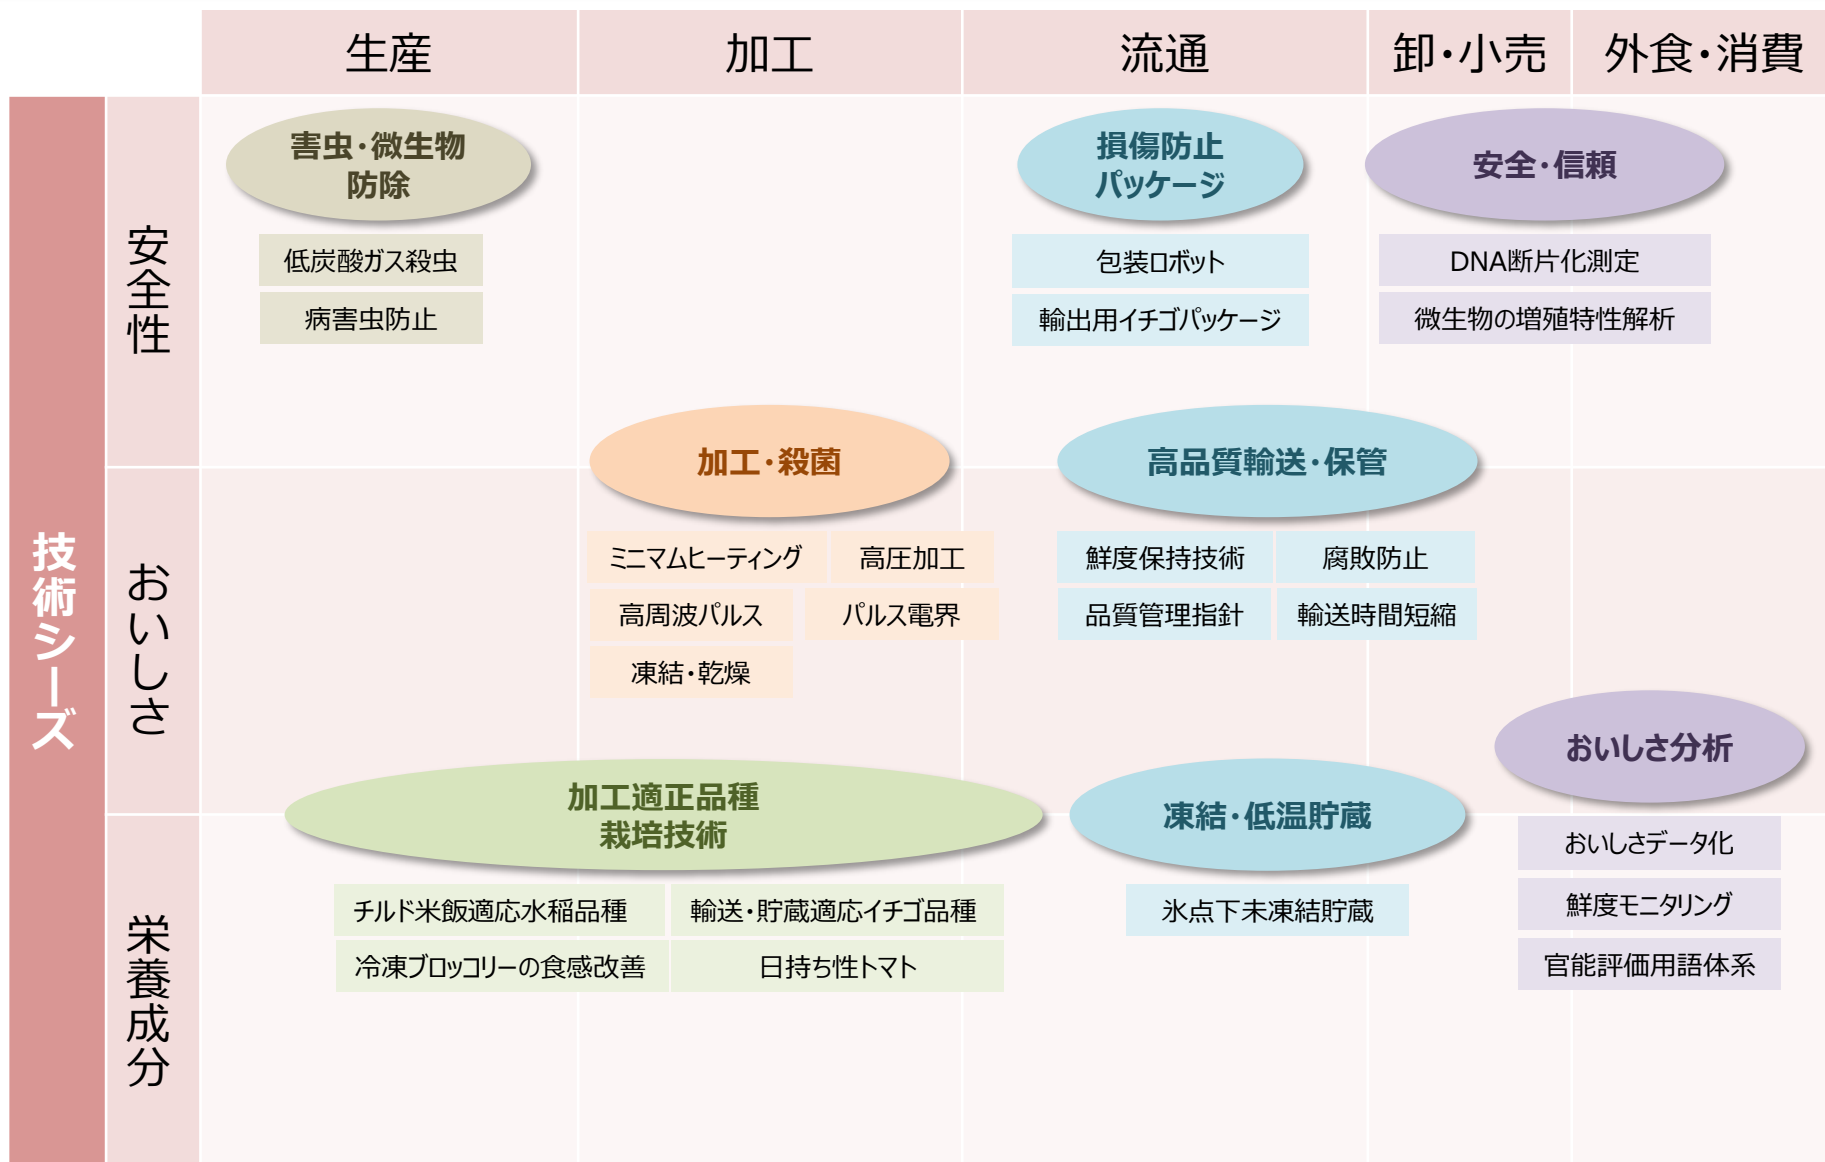 生産
加工
流通
卸・小売
外食・消費
技術シーズ
安全性
害虫・微生物
防除
低炭酸ガス殺虫
病害虫防止
損傷防止
パッケージ
包装ロボット
輸出用イチゴパッケージ
安全・信頼
DNA断片化測定
微生物の増殖特性解析
おいしさ
加工・殺菌
ミニマムヒーティング
高圧加工
高周波パルス
パルス電界
凍結・乾燥
高品質輸送・保管
鮮度保持技術
腐敗防止
品質管理指針
輸送時間短縮
おいしさ分析
おいしさデータ化
鮮度モニタリング
官能評価用語体系
栄養成分
加工適正品種
栽培技術
チルド米飯適応水稲品種
輸送・貯蔵適応イチゴ品種
冷凍ブロッコリーの食感改善
日持ち性トマト
凍結・低温貯蔵
氷点下未凍結貯蔵